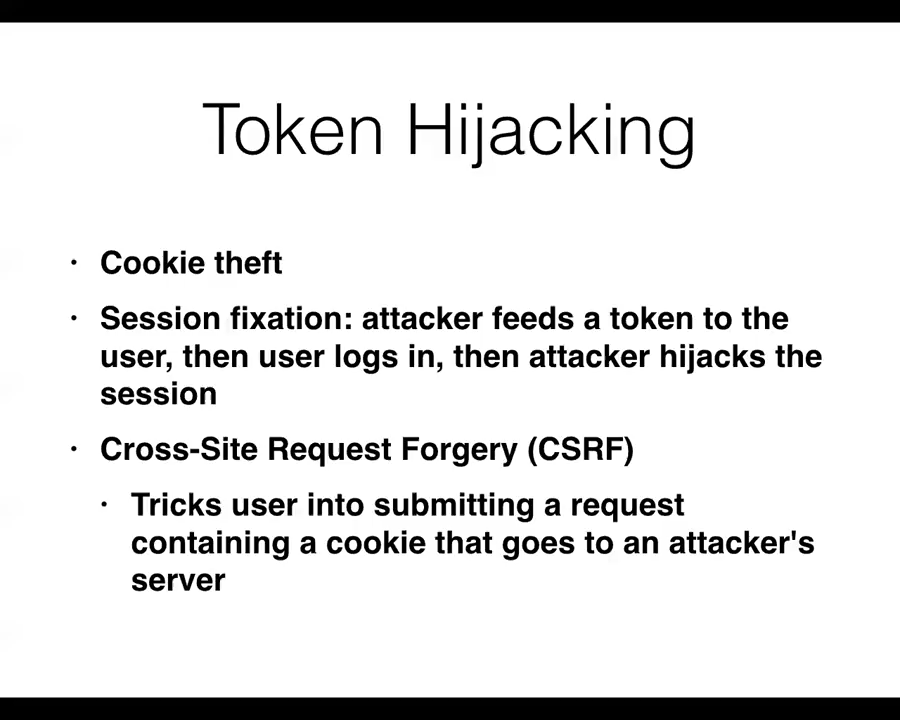 Token Hijacking
• Cookie theft
• Session fixation: attacker feeds a token to the
user, then user logs in, then attacker hijacks the
session
• Cross-Site Request Forgery (CSRF)
• Tricks user into submitting a request
containing a cookie that goes to an attacker's
server